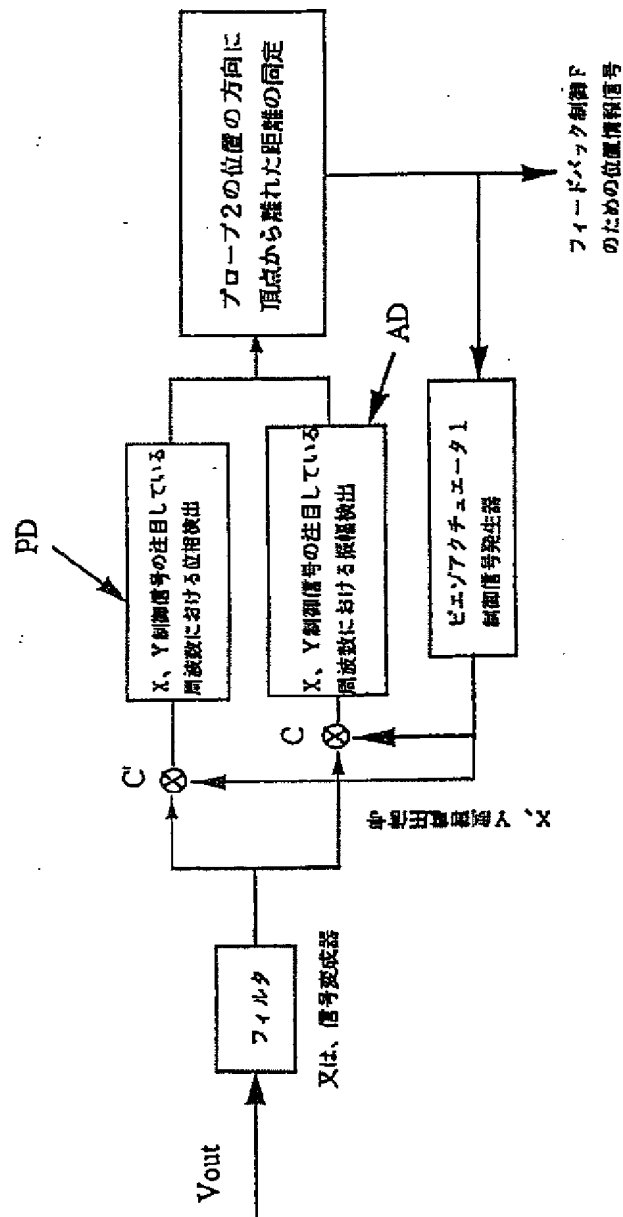 Vout
フィルタ
又は、信号変成器
C'
C
X、Y制御電圧信号
PD
X、Y制御信号の注目している
周波数における位相検出
X、Y制御信号の注目している
周波数における振幅検出
AD
ピエゾアクチュエータ1
制御信号発生器
プローブ2の位置の方向に
頂点から離れた距離の同定
フィードバック制御F
のための位置情報信号